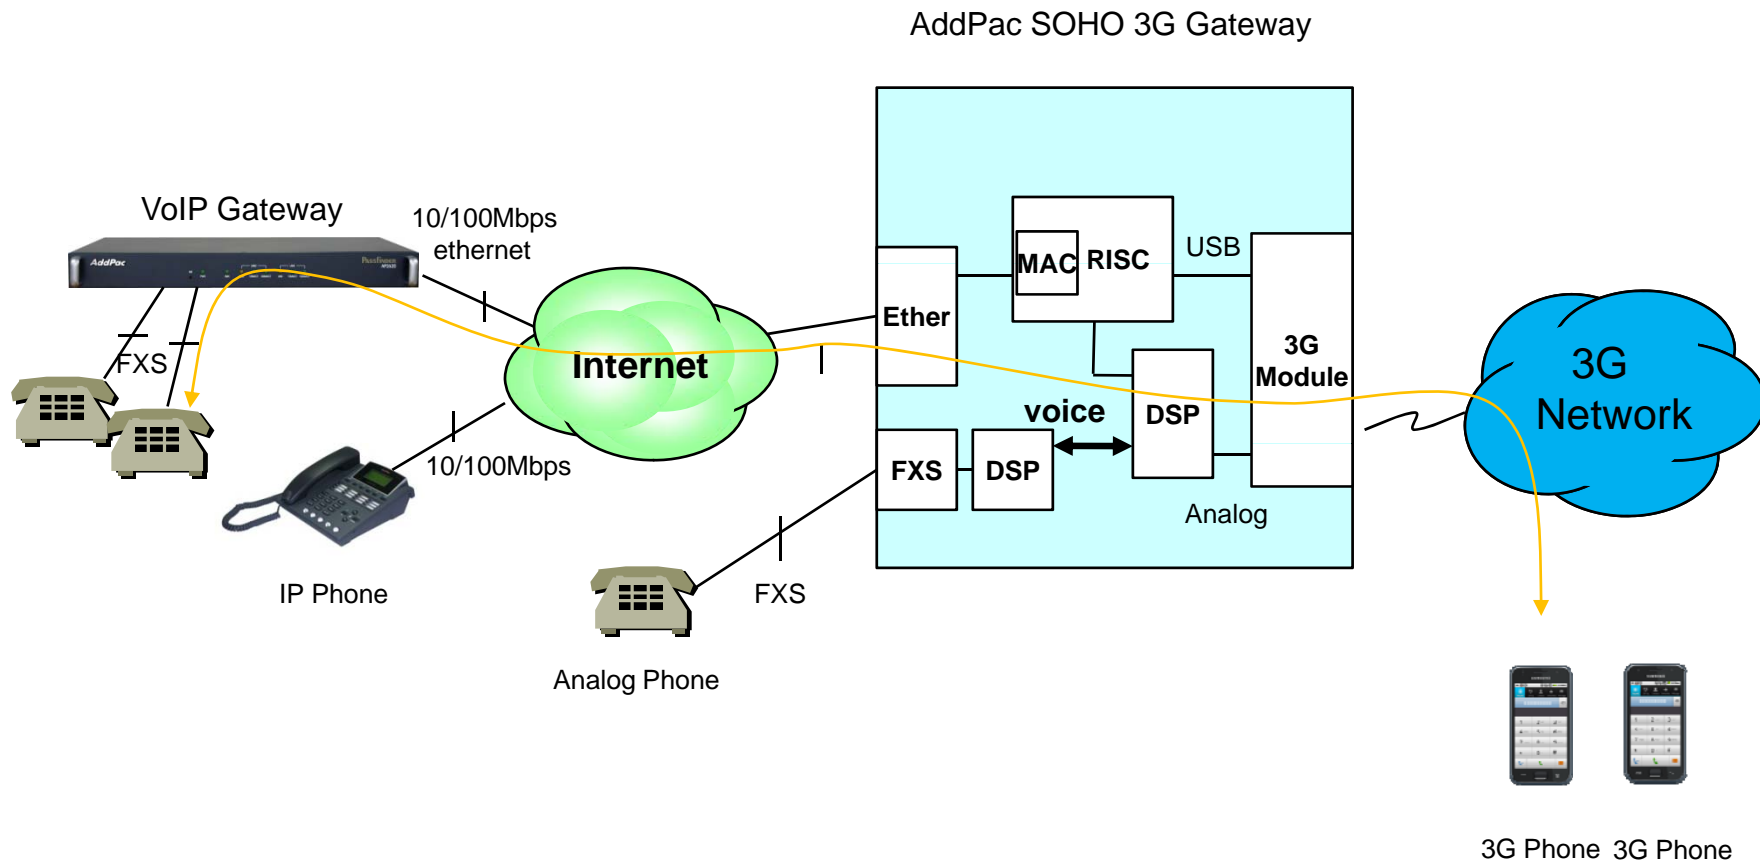 AddPac SOHO 3G Gateway
VoIP Gateway
10/100Mbps
ethernet
AddPac
FXS
Internet
10/100Mbps
IP Phone
Analog Phone
FXS
Ether
MAC
RISC
USB
3G
Module
voice
DSP
FXS
DSP
Analog
3G
Network
3G Phone
3G Phone